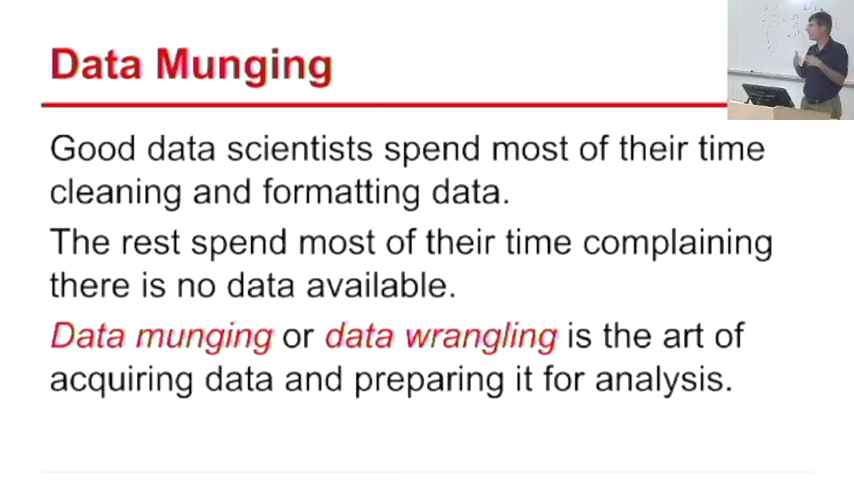 Data Munging
Good data scientists spend most of their time
cleaning and formatting data.
The rest spend most of their time complaining
there is no data available.
Data munging or data wrangling is the art of
acquiring data and preparing it for analysis.